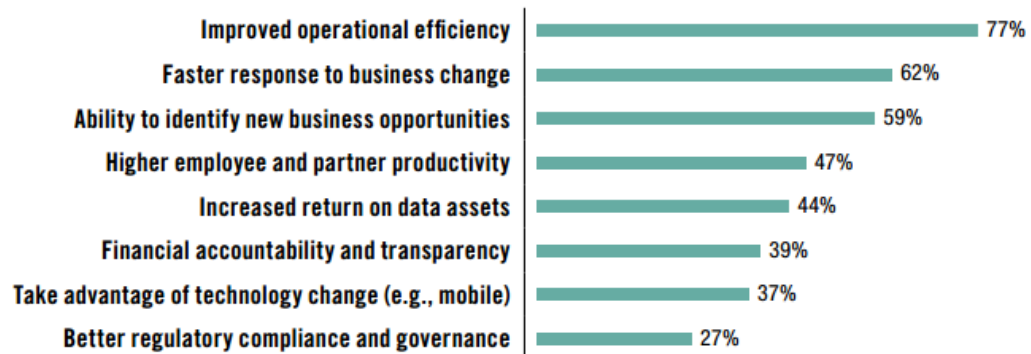 Improved operational efficiency 77%
Faster response to business change 62%
Ability to identify new business opportunities 59%
Higher employee and partner productivity 47%
Increased return on data assets 44%
Financial accountability and transparency 39%
Take advantage of technology change (e.g., mobile) 37%
Better regulatory compliance and governance 27%